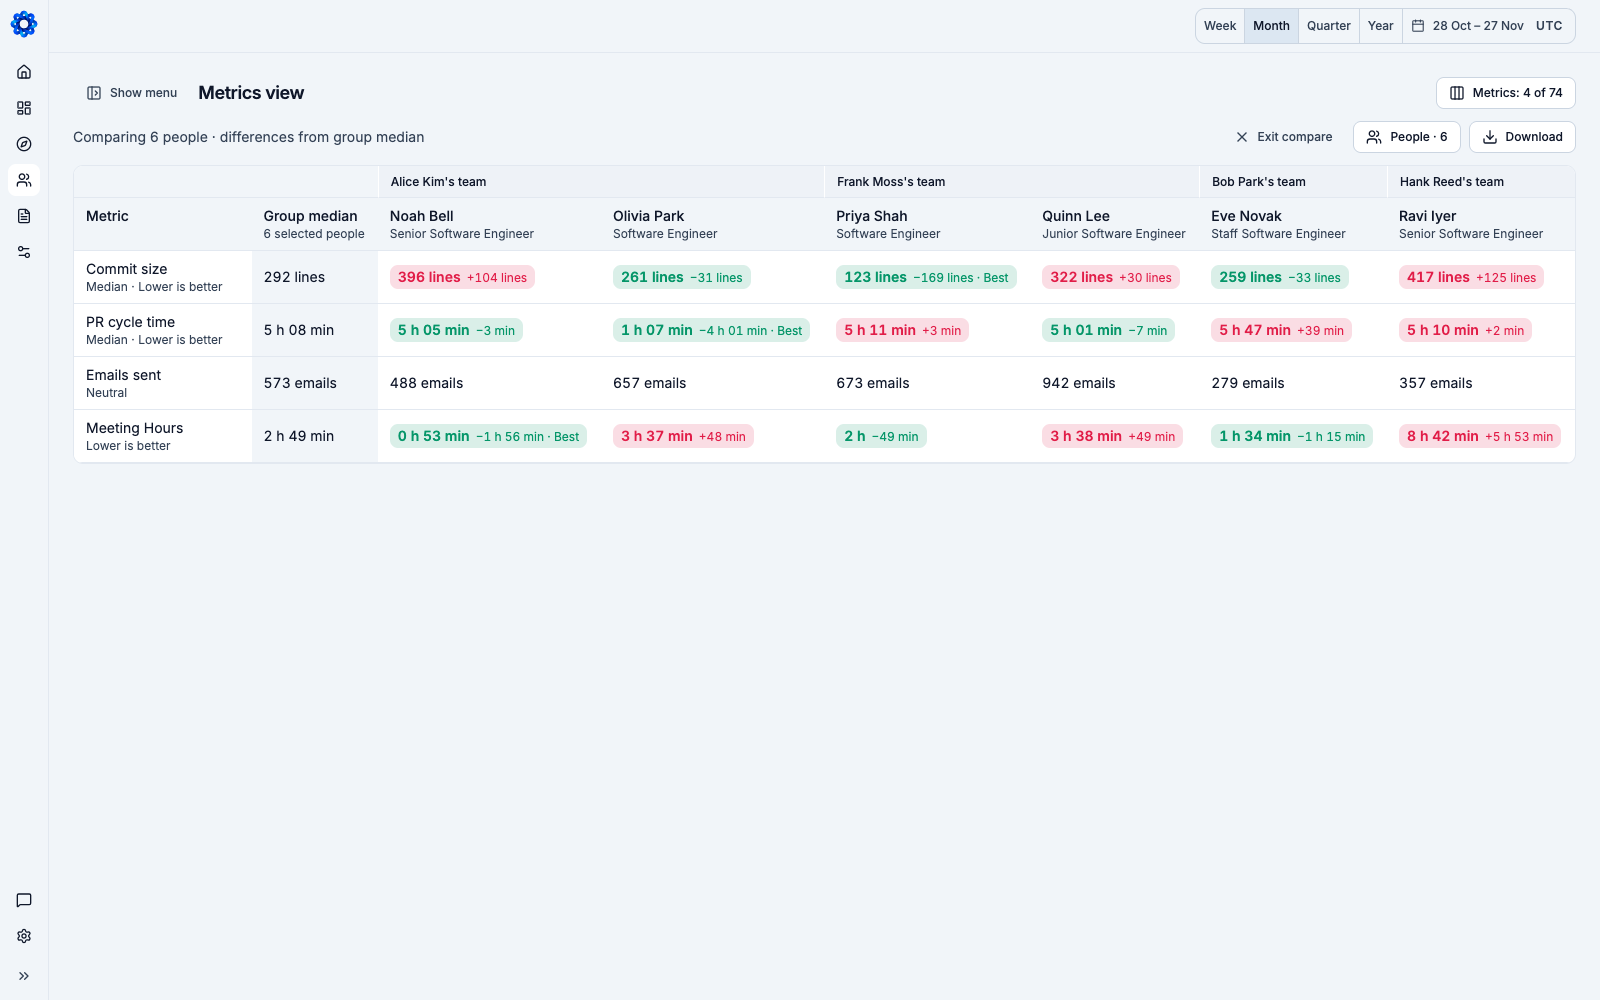 Week Month Quarter Year 28 Oct – 27 Nov UTC
Show menu Metrics view Metrics: 4 of 74
Comparing 6 people · differences from group median Exit compare People · 6 Download
Alice Kim's team Frank Moss's team Bob Park's team Hank Reed's team
Metric Group median Noah Bell Olivia Park Priya Shah Quinn Lee Eve Novak Ravi Iyer
6 selected people Senior Software Engineer Software Engineer Software Engineer Junior Software Engineer Staff Software Engineer Senior Software Engineer
Commit size 292 lines 396 lines +104 lines 261 lines −31 lines 123 lines −169 lines · Best 322 lines +30 lines 259 lines −33 lines 417 lines +125 lines
Median · Lower is better
PR cycle time 5 h 08 min 5 h 05 min −3 min 1 h 07 min −4 h 01 min · Best 5 h 11 min +3 min 5 h 01 min −7 min 5 h 47 min +39 min 5 h 10 min +2 min
Median · Lower is better
Emails sent 573 emails 488 emails 657 emails 673 emails 942 emails 279 emails 357 emails
Neutral
Meeting Hours 2 h 49 min 0 h 53 min −1 h 56 min · Best 3 h 37 min +48 min 2 h −49 min 3 h 38 min +49 min 1 h 34 min −1 h 15 min 8 h 42 min +5 h 53 min
Lower is better